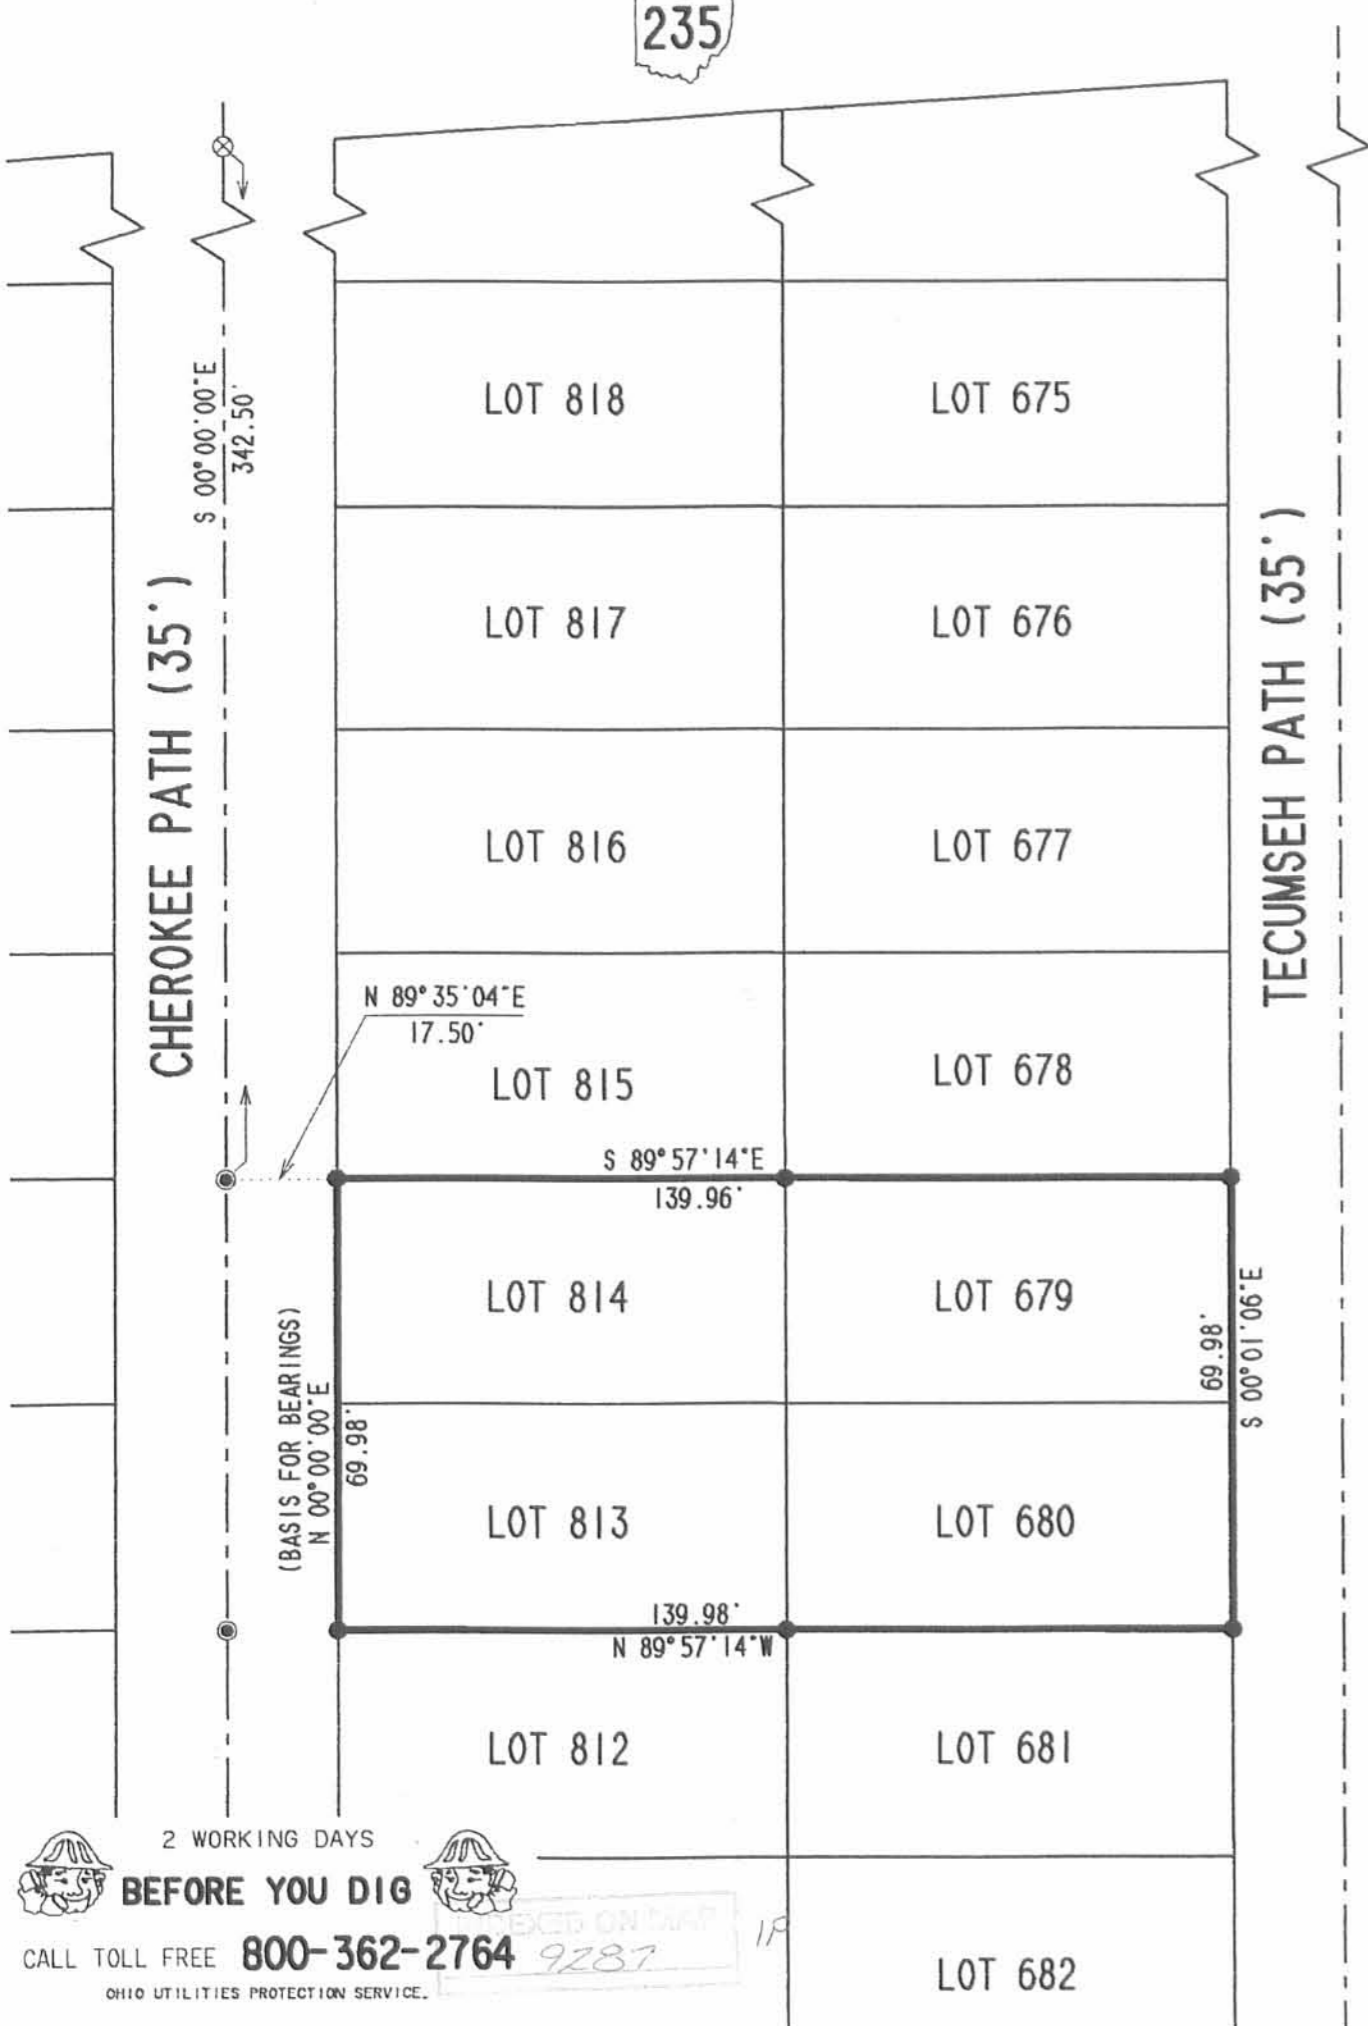 235
S 00°00'00"E
342.50'
LOT 818
LOT 675
LOT 817
LOT 676
CHEROKEE PATH (35')
TECUMSEH PATH (35')
LOT 816
LOT 677
N 89°35'04"E
17.50'
LOT 815
LOT 678
S 89°57'14"E
139.96'
LOT 814
LOT 679
(BASIS FOR BEARINGS)
N 00°00'00"E
69.98'
69.98'
S 00°01'06"E
LOT 813
LOT 680
139.98'
N 89°57'14"W
LOT 812
LOT 681
2 WORKING DAYS
BEFORE YOU DIG
CALL TOLL FREE 800-362-2764
OHIO UTILITIES PROTECTION SERVICE.
INDEXED ON MAP
9287
LOT 682